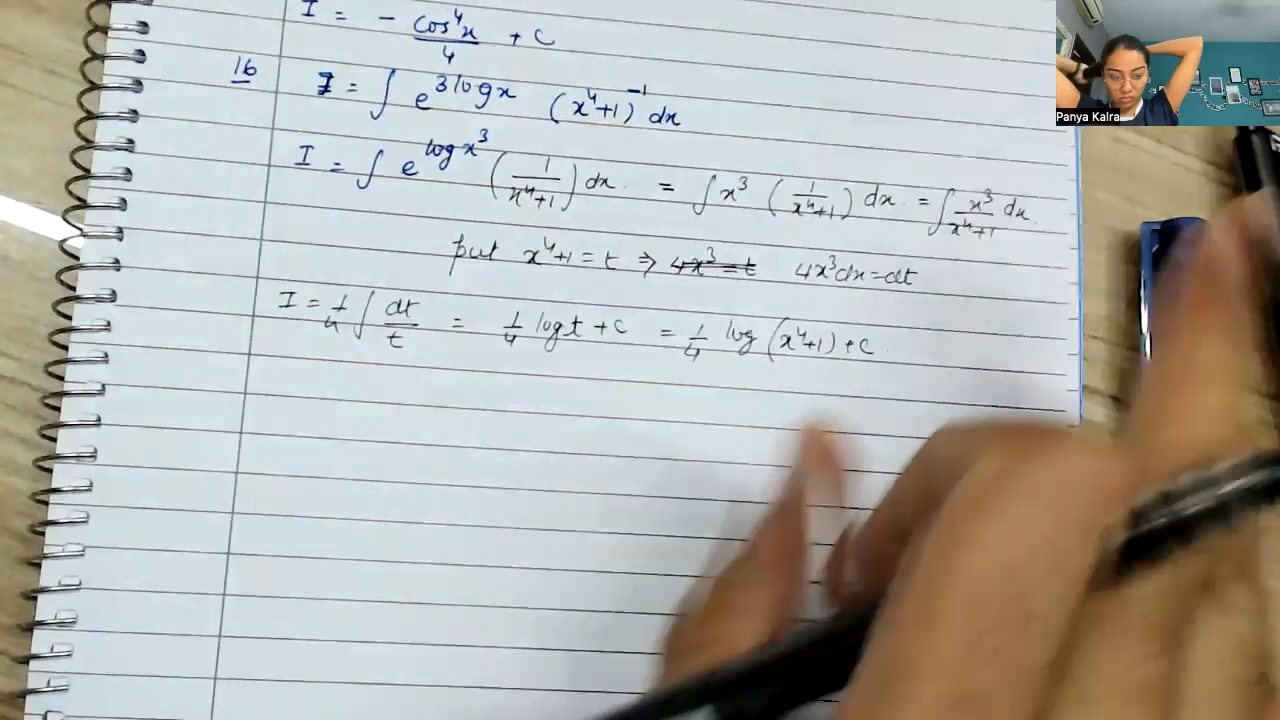 I = - cos⁴x/4 + c
16 I = ∫ e^(3logx) (x⁴+1)⁻¹ dx
I = ∫ e^(log x³) (1/(x⁴+1)) dx = ∫ x³ (1/(x⁴+1)) dx = ∫ x³/(x⁴+1) dx
put x⁴+1 = t ⇒ 4x³ = t 4x³dx = dt
I = 1/4 ∫ dt/t = 1/4 log t + c = 1/4 log (x⁴+1) + c
Panya Kalra